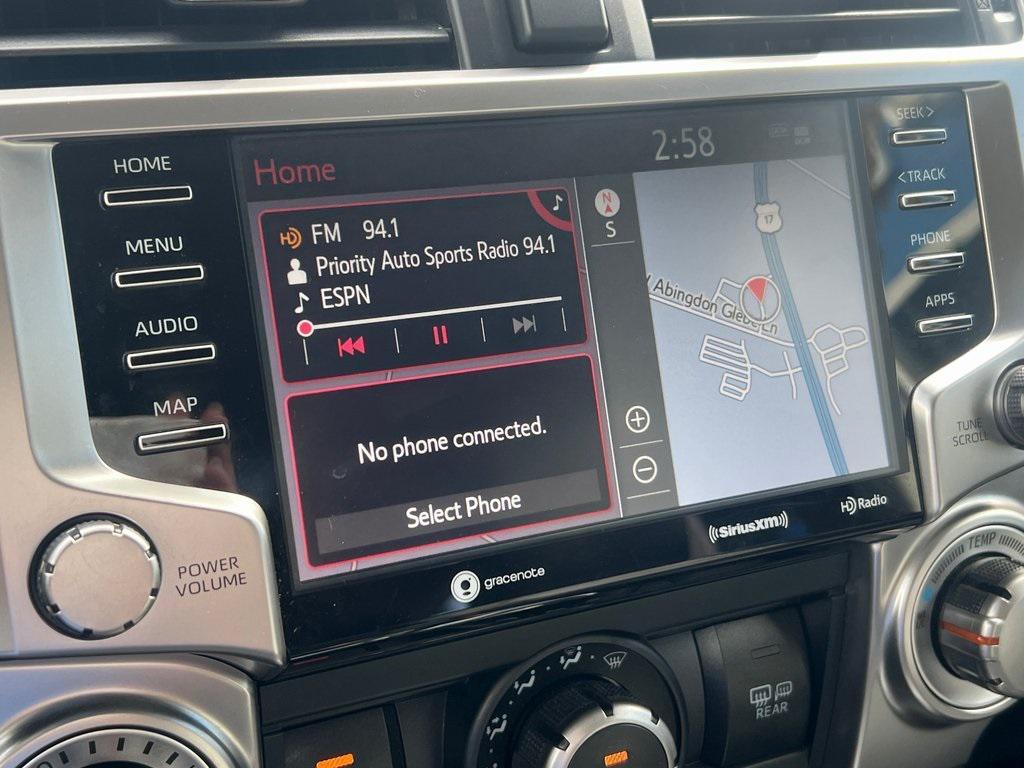 HOME
MENU
AUDIO
MAP
POWER
VOLUME
Home
2:58
HD FM 94.1
Priority Auto Sports Radio 94.1
ESPN
No phone connected.
Select Phone
N
S
17
Abingdon Glebe Ln
SEEK >
< TRACK
PHONE
APPS
TUNE
SCROLL
gracenote
SiriusXM
HD Radio
TEMP
REAR